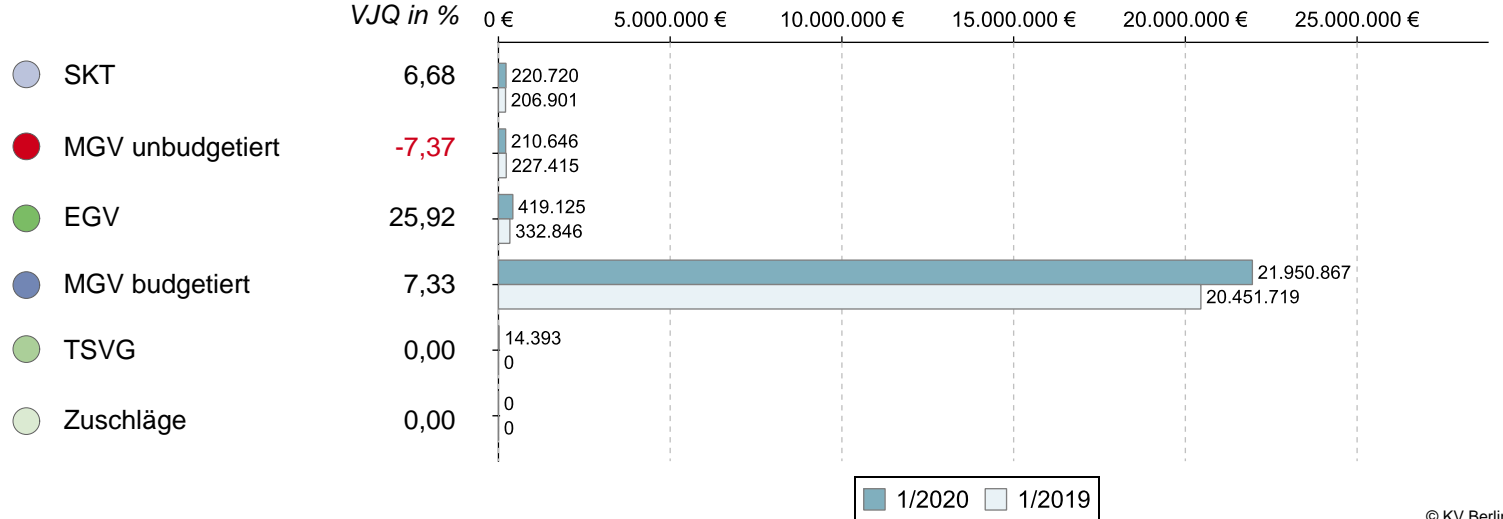 VJQ in % 0 € 5.000.000 € 10.000.000 € 15.000.000 € 20.000.000 € 25.000.000 €
SKT 6,68 220.720
206.901
MGV unbudgetiert -7,37 210.646
227.415
EGV 25,92 419.125
332.846
MGV budgetiert 7,33 21.950.867
20.451.719
TSVG 0,00 14.393
0
Zuschläge 0,00 0
0
1/2020 1/2019
© KV Berlin